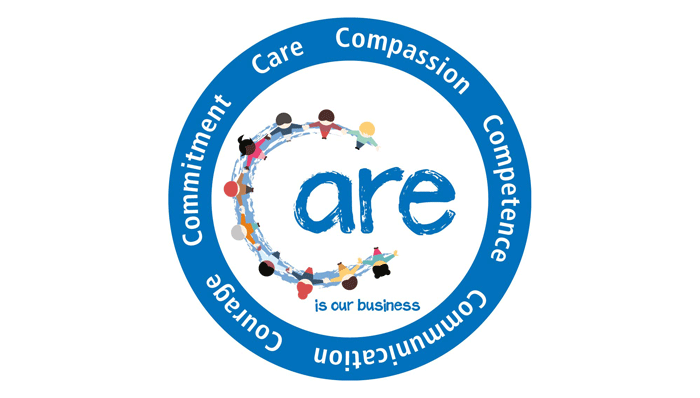 Care
Compassion
Competence
Communication
Courage
Commitment
Care
is our business